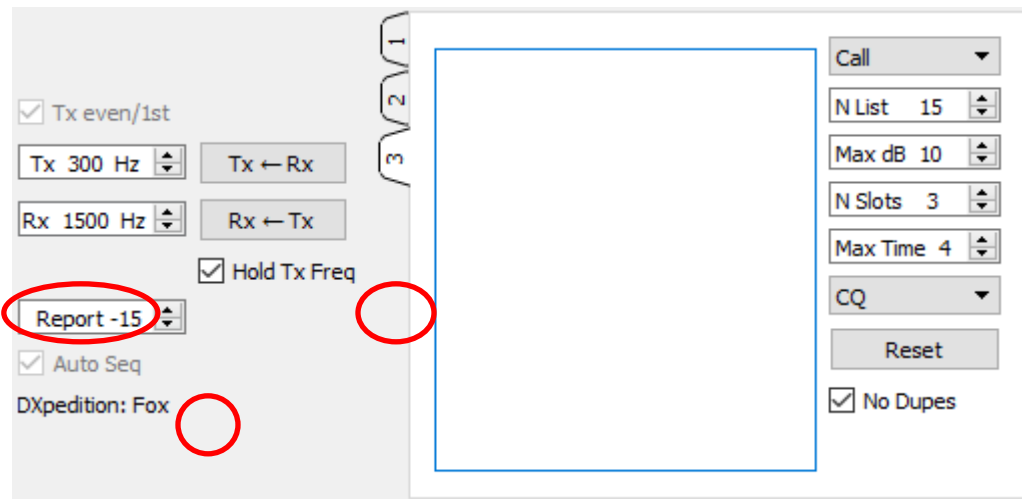 Tx even/1st
Tx 300 Hz
Tx ← Rx
Rx 1500 Hz
Rx ← Tx
Hold Tx Freq
Report -15
Auto Seq
DXpedition: Fox
1
2
3
Call
N List 15
Max dB 10
N Slots 3
Max Time 4
CQ
Reset
No Dupes